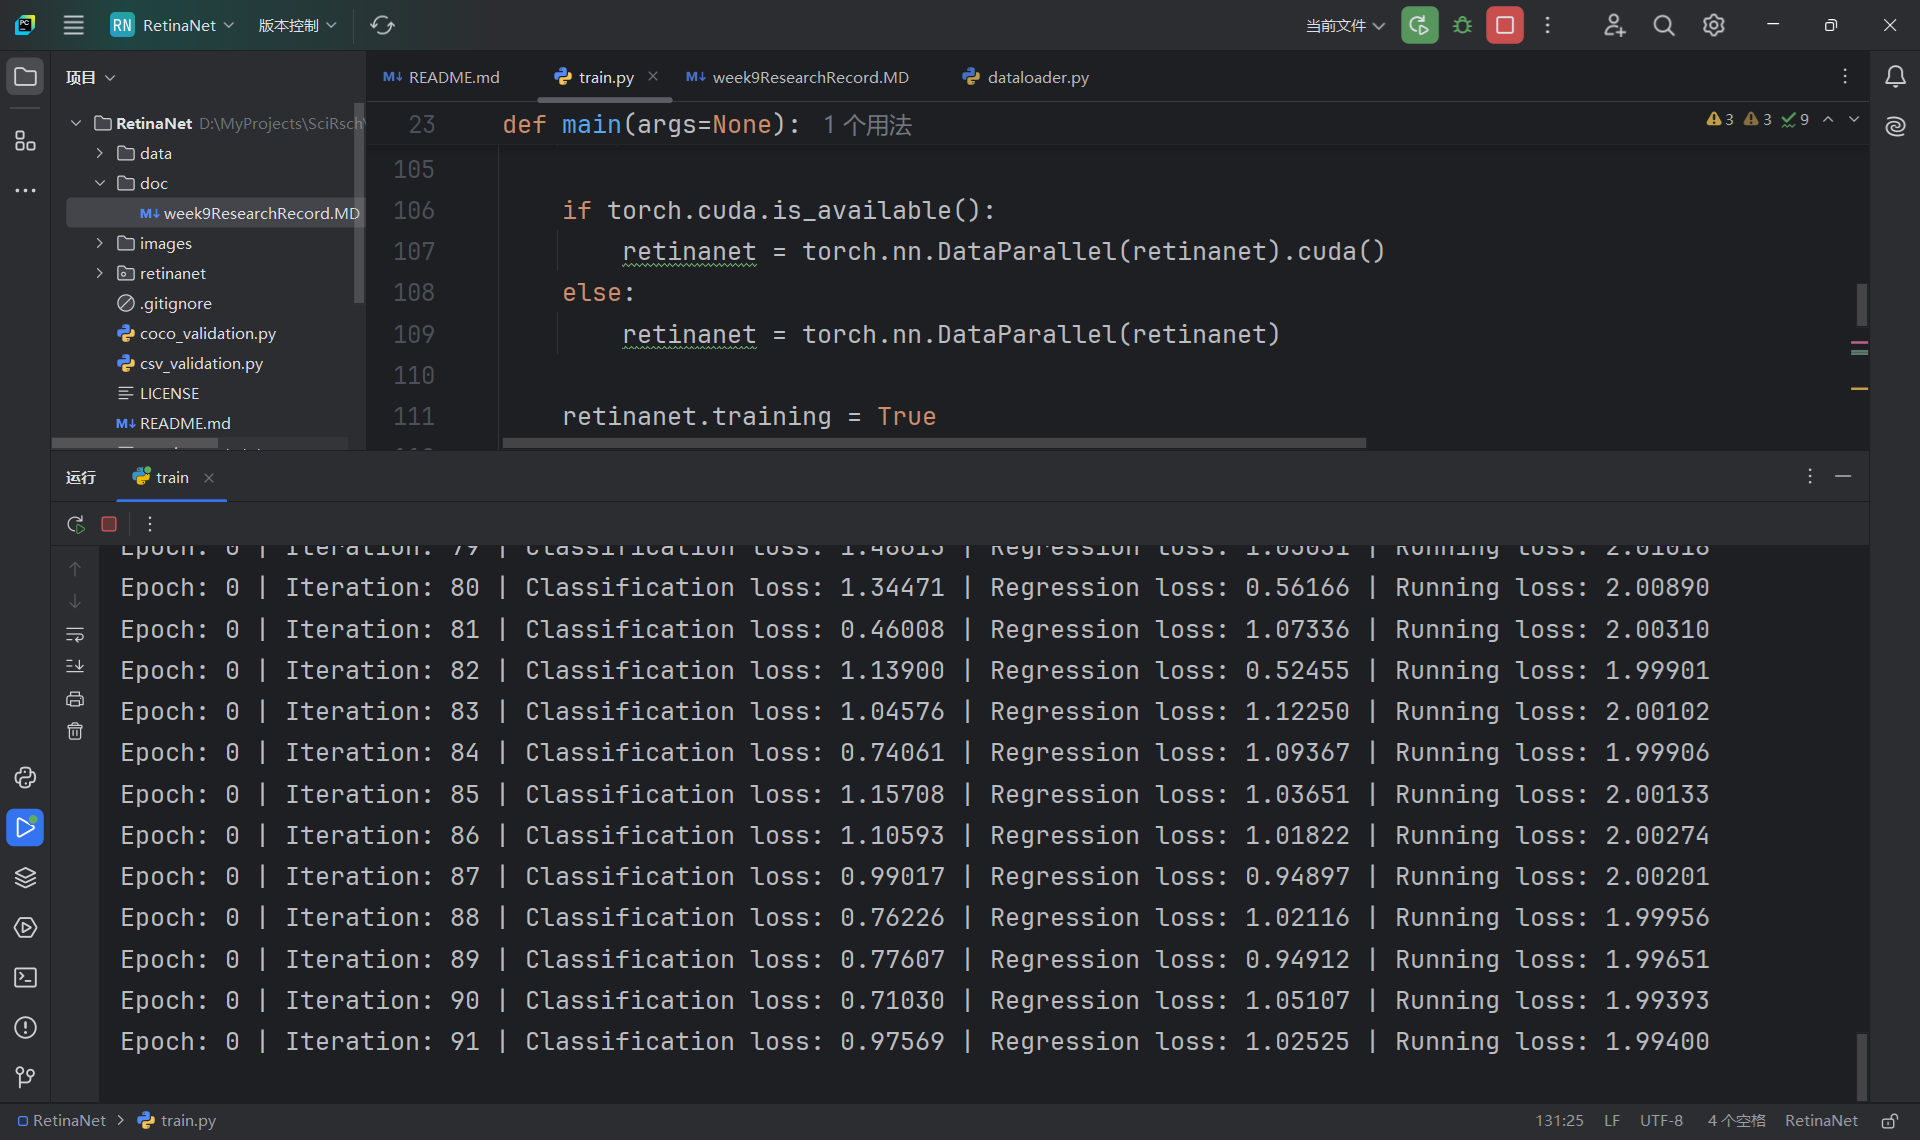 RN RetinaNet 版本控制 当前文件
项目
README.md train.py week9ResearchRecord.MD dataloader.py
RetinaNet D:\MyProjects\SciRsch\
data
doc
week9ResearchRecord.MD
images
retinanet
.gitignore
coco_validation.py
csv_validation.py
LICENSE
README.md
23 def main(args=None): 1 个用法
3 3 9
105
106 if torch.cuda.is_available():
107 retinanet = torch.nn.DataParallel(retinanet).cuda()
108 else:
109 retinanet = torch.nn.DataParallel(retinanet)
110
111 retinanet.training = True
运行 train
Epoch: 0 | Iteration: 79 | Classification loss: | Regression loss: | Running loss:
Epoch: 0 | Iteration: 80 | Classification loss: 1.34471 | Regression loss: 0.56166 | Running loss: 2.00890
Epoch: 0 | Iteration: 81 | Classification loss: 0.46008 | Regression loss: 1.07336 | Running loss: 2.00310
Epoch: 0 | Iteration: 82 | Classification loss: 1.13900 | Regression loss: 0.52455 | Running loss: 1.99901
Epoch: 0 | Iteration: 83 | Classification loss: 1.04576 | Regression loss: 1.12250 | Running loss: 2.00102
Epoch: 0 | Iteration: 84 | Classification loss: 0.74061 | Regression loss: 1.09367 | Running loss: 1.99906
Epoch: 0 | Iteration: 85 | Classification loss: 1.15708 | Regression loss: 1.03651 | Running loss: 2.00133
Epoch: 0 | Iteration: 86 | Classification loss: 1.10593 | Regression loss: 1.01822 | Running loss: 2.00274
Epoch: 0 | Iteration: 87 | Classification loss: 0.99017 | Regression loss: 0.94897 | Running loss: 2.00201
Epoch: 0 | Iteration: 88 | Classification loss: 0.76226 | Regression loss: 1.02116 | Running loss: 1.99956
Epoch: 0 | Iteration: 89 | Classification loss: 0.77607 | Regression loss: 0.94912 | Running loss: 1.99651
Epoch: 0 | Iteration: 90 | Classification loss: 0.71030 | Regression loss: 1.05107 | Running loss: 1.99393
Epoch: 0 | Iteration: 91 | Classification loss: 0.97569 | Regression loss: 1.02525 | Running loss: 1.99400
RetinaNet train.py 131:25 LF UTF-8 4 个空格 RetinaNet